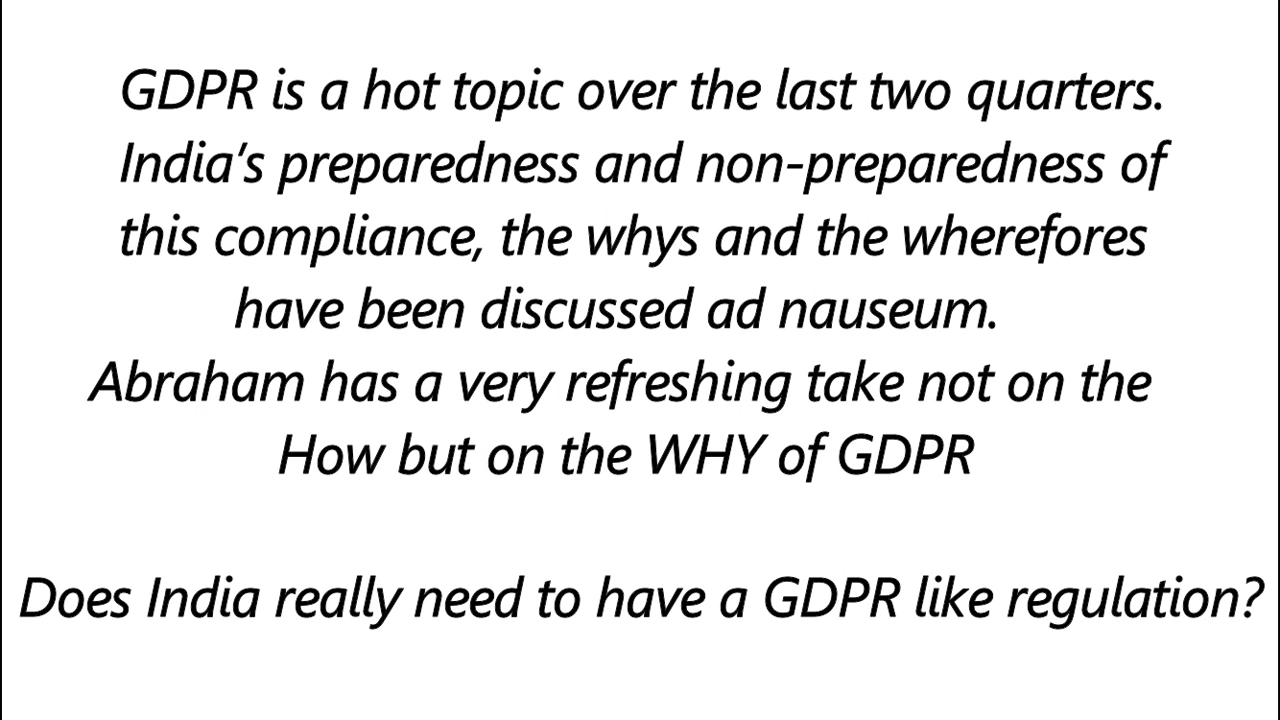 GDPR is a hot topic over the last two quarters.
India's preparedness and non-preparedness of
this compliance, the whys and the wherefores
have been discussed ad nauseum.
Abraham has a very refreshing take not on the
How but on the WHY of GDPR
Does India really need to have a GDPR like regulation?